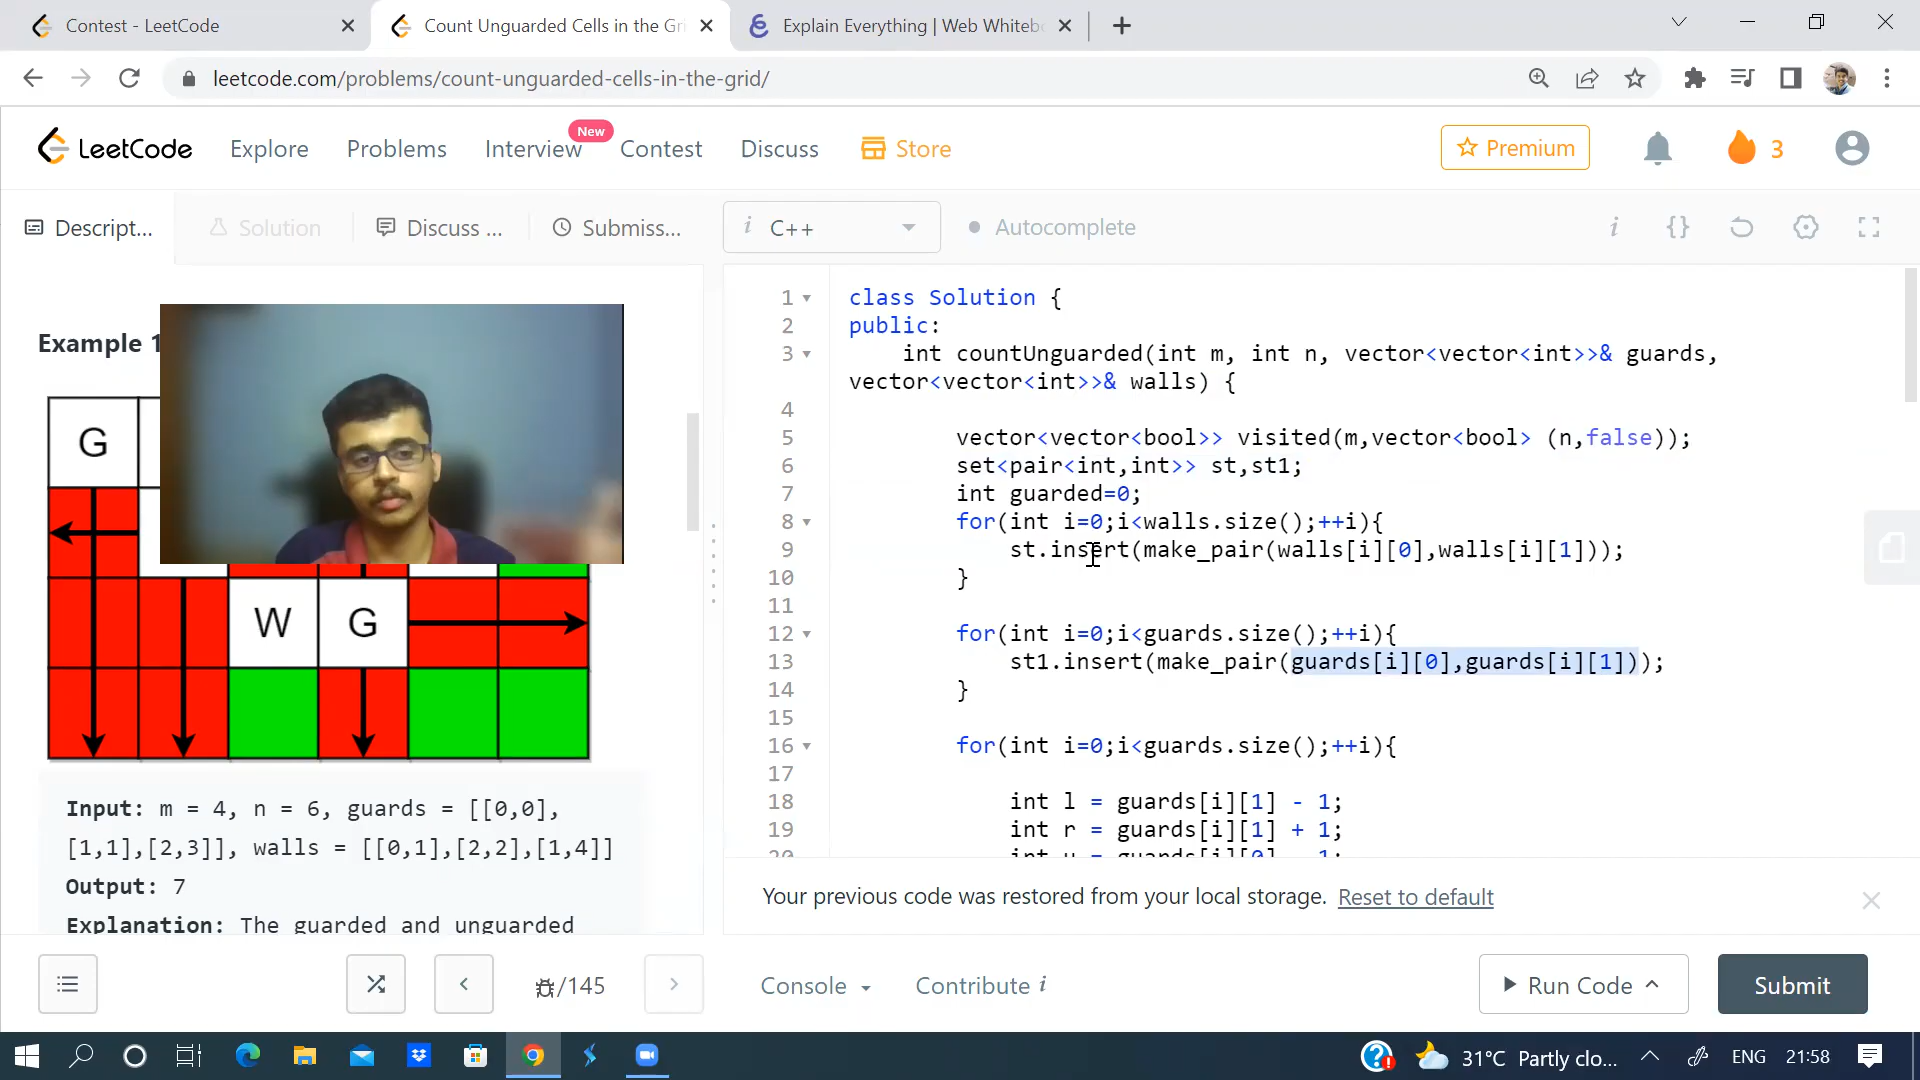 Contest - LeetCode
Count Unguarded Cells in the Gri
Explain Everything | Web Whitebo
leetcode.com/problems/count-unguarded-cells-in-the-grid/
LeetCode
Explore
Problems
Interview
New
Contest
Discuss
Store
Premium
3
Descript...
Solution
Discuss ...
Submiss...
i C++
Autocomplete
i {}
Example 1
G
W G
Input: m = 4, n = 6, guards = [[0,0],
[1,1],[2,3]], walls = [[0,1],[2,2],[1,4]]
Output: 7
Explanation: The guarded and unguarded
1 class Solution {
2 public:
3 int countUnguarded(int m, int n, vector<vector<int>>& guards,
vector<vector<int>>& walls) {
4
5 vector<vector<bool>> visited(m,vector<bool> (n,false));
6 set<pair<int,int>> st,st1;
7 int guarded=0;
8 for(int i=0;i<walls.size();++i){
9 st.insert(make_pair(walls[i][0],walls[i][1]));
10 }
11
12 for(int i=0;i<guards.size();++i){
13 st1.insert(make_pair(guards[i][0],guards[i][1]));
14 }
15
16 for(int i=0;i<guards.size();++i){
17
18 int l = guards[i][1] - 1;
19 int r = guards[i][1] + 1;
20 int u = guards[i][0] - 1;
Your previous code was restored from your local storage. Reset to default
/145
Console
Contribute i
Run Code
Submit
31°C Partly clo...
ENG
21:58